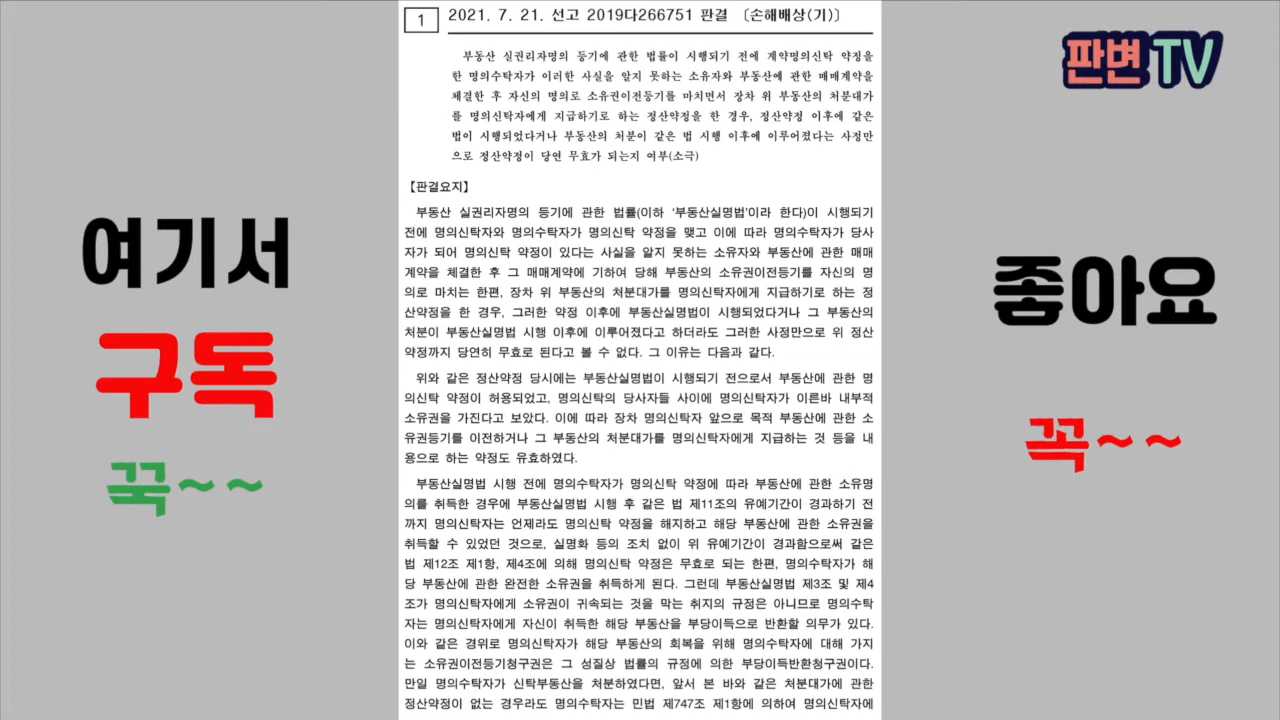 1
2021. 7. 21. 선고 2019다266751 판결 〔손해배상(기)〕
부동산 실권리자명의 등기에 관한 법률이 시행되기 전에 계약명의신탁 약정을
한 명의수탁자가 이러한 사실을 알지 못하는 소유자와 부동산에 관한 매매계약을
체결한 후 자신의 명의로 소유권이전등기를 마치면서 장차 위 부동산의 처분대가
를 명의신탁자에게 지급하기로 하는 정산약정을 한 경우, 정산약정 이후에 같은
법이 시행되었다거나 부동산의 처분이 같은 법 시행 이후에 이루어졌다는 사정만
으로 정산약정이 당연 무효가 되는지 여부(소극)
【판결요지】
부동산 실권리자명의 등기에 관한 법률(이하 ‘부동산실명법’이라 한다)이 시행되기
전에 명의신탁자와 명의수탁자가 명의신탁 약정을 맺고 이에 따라 명의수탁자가 당사
자가 되어 명의신탁 약정이 있다는 사실을 알지 못하는 소유자와 부동산에 관한 매매
계약을 체결한 후 그 매매계약에 기하여 당해 부동산의 소유권이전등기를 자신의 명
의로 마치는 한편, 장차 위 부동산의 처분대가를 명의신탁자에게 지급하기로 하는 정
산약정을 한 경우, 그러한 약정 이후에 부동산실명법이 시행되었다거나 그 부동산의
처분이 부동산실명법 시행 이후에 이루어졌다고 하더라도 그러한 사정만으로 위 정산
약정까지 당연히 무효로 된다고 볼 수 없다. 그 이유는 다음과 같다.
위와 같은 정산약정 당시에는 부동산실명법이 시행되기 전으로서 부동산에 관한 명
의신탁 약정이 허용되었고, 명의신탁의 당사자들 사이에 명의신탁자가 이른바 내부적
소유권을 가진다고 보았다. 이에 따라 장차 명의신탁자 앞으로 목적 부동산에 관한 소
유권등기를 이전하거나 그 부동산의 처분대가를 명의신탁자에게 지급하는 것 등을 내
용으로 하는 약정도 유효하였다.
부동산실명법 시행 전에 명의수탁자가 명의신탁 약정에 따라 부동산에 관한 소유명
의를 취득한 경우에 부동산실명법 시행 후 같은 법 제11조의 유예기간이 경과하기 전
까지 명의신탁자는 언제라도 명의신탁 약정을 해지하고 해당 부동산에 관한 소유권을
취득할 수 있었던 것으로, 실명화 등의 조치 없이 위 유예기간이 경과함으로써 같은
법 제12조 제1항, 제4조에 의해 명의신탁 약정은 무효로 되는 한편, 명의수탁자가 해
당 부동산에 관한 완전한 소유권을 취득하게 된다. 그런데 부동산실명법 제3조 및 제4
조가 명의신탁자에게 소유권이 귀속되는 것을 막는 취지의 규정은 아니므로 명의수탁
자는 명의신탁자에게 자신이 취득한 해당 부동산을 부당이득으로 반환할 의무가 있다.
이와 같은 경위로 명의신탁자가 해당 부동산의 회복을 위해 명의수탁자에 대해 가지
는 소유권이전등기청구권은 그 성질상 법률의 규정에 의한 부당이득반환청구권이다.
만일 명의수탁자가 신탁부동산을 처분하였다면, 앞서 본 바와 같은 처분대가에 관한
정산약정이 없는 경우라도 명의수탁자는 민법 제747조 제1항에 의하여 명의신탁자에
여기서
구독
꾹~~
판변TV
좋아요
꼭~~